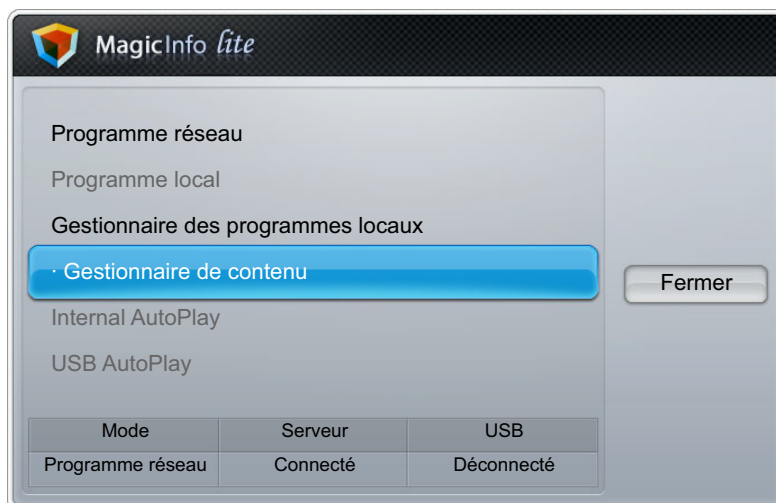 MagicInfo lite
Programme réseau
Programme local
Gestionnaire des programmes locaux
· Gestionnaire de contenu
Fermer
Internal AutoPlay
USB AutoPlay
Mode Serveur USB
Programme réseau Connecté Déconnecté